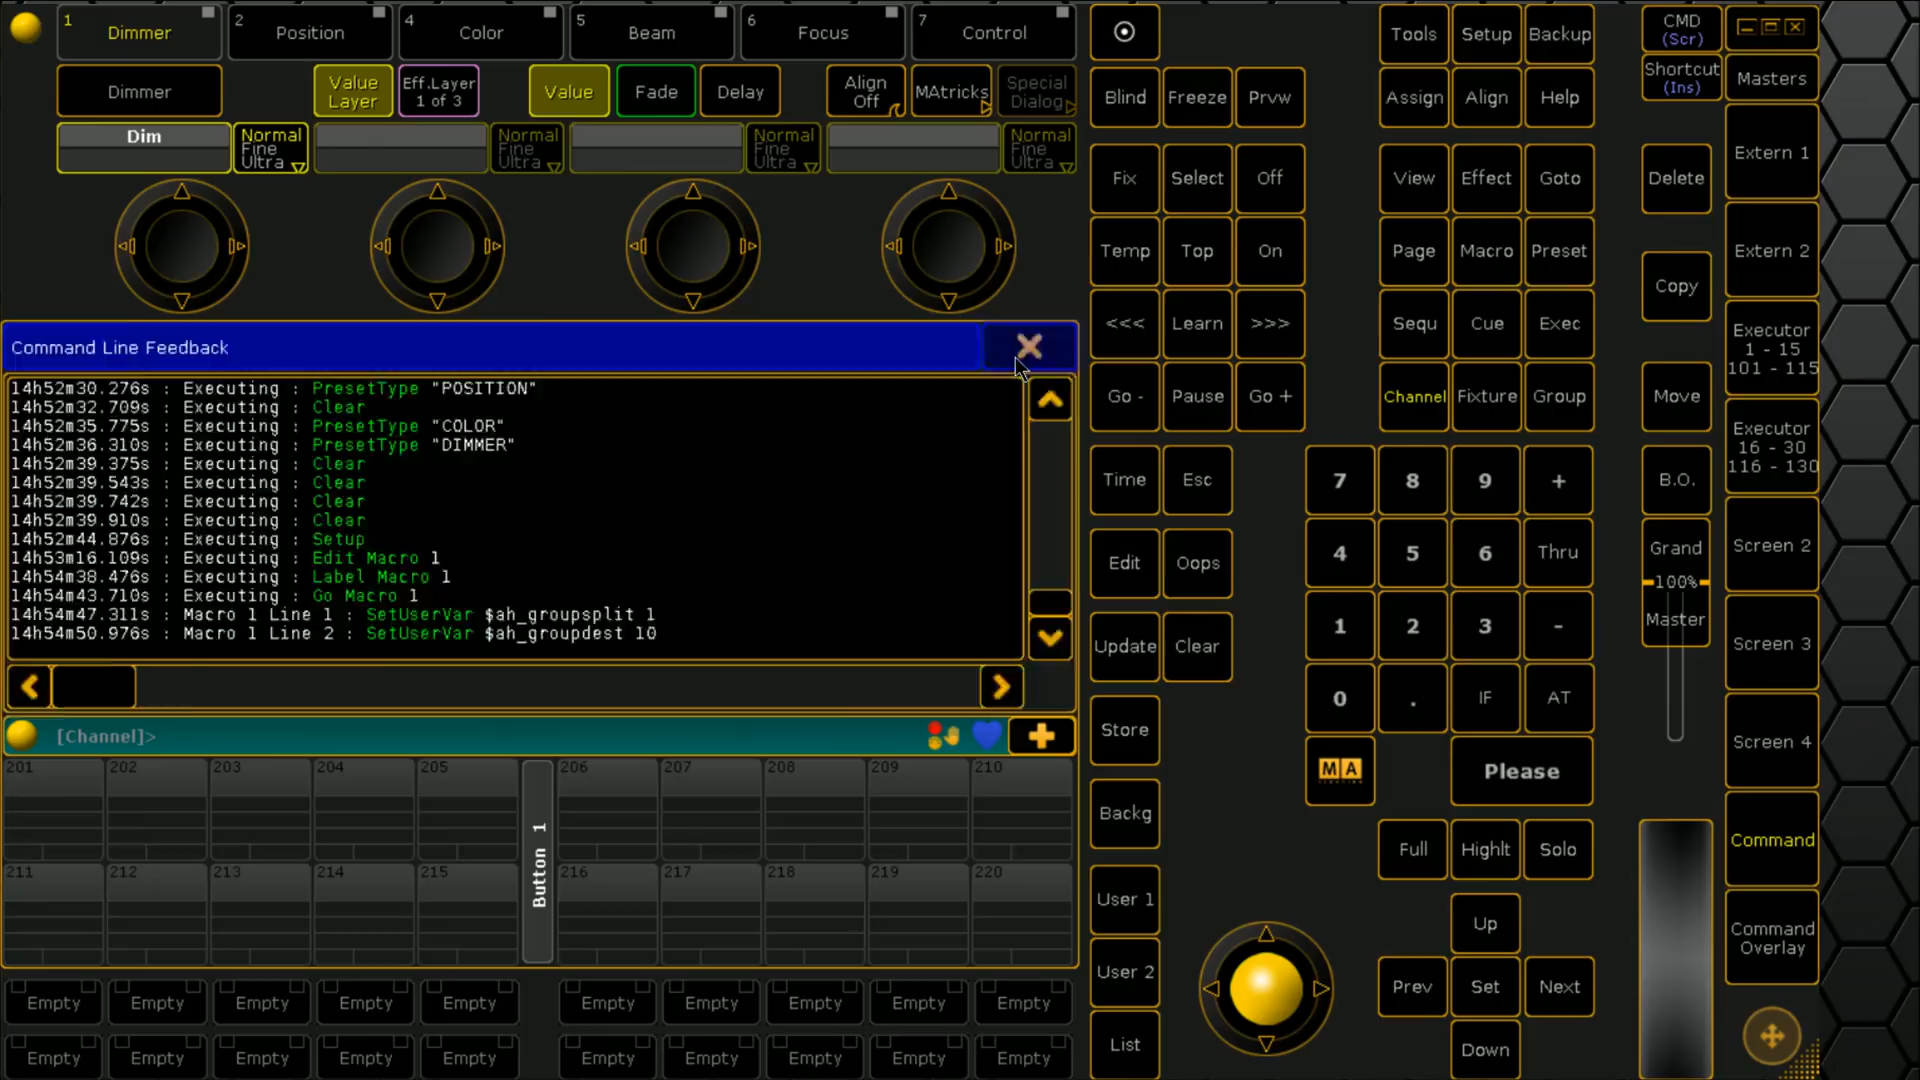 1 Dimmer
2 Position
4 Color
5 Beam
6 Focus
7 Control
Dimmer
Value Layer
Eff.Layer 1 of 3
Value
Fade
Delay
Align Off
MAtricks
Special Dialog
Dim
Normal Fine Ultra
Normal Fine Ultra
Normal Fine Ultra
Normal Fine Ultra
Command Line Feedback
14h52m30.276s : Executing : PresetType "POSITION"
14h52m32.709s : Executing : Clear
14h52m35.775s : Executing : PresetType "COLOR"
14h52m36.310s : Executing : PresetType "DIMMER"
14h52m39.375s : Executing : Clear
14h52m39.543s : Executing : Clear
14h52m39.742s : Executing : Clear
14h52m39.910s : Executing : Clear
14h52m44.876s : Executing : Setup
14h53m16.109s : Executing : Edit Macro 1
14h54m38.476s : Executing : Label Macro 1
14h54m43.710s : Executing : Go Macro 1
14h54m47.311s : Macro 1 Line 1 : SetUserVar $ah_groupsplit 1
14h54m50.976s : Macro 1 Line 2 : SetUserVar $ah_groupdest 10
[Channel]>
201 202 203 204 205
206 207 208 209 210
211 212 213 214 215
216 217 218 219 220
Button 1
Empty Empty Empty Empty Empty Empty Empty Empty Empty Empty
Empty Empty Empty Empty Empty Empty Empty Empty Empty Empty
Tools Setup Backup
Blind Freeze Prvw
Assign Align Help
Fix Select Off
View Effect Goto
Temp Top On
Page Macro Preset
<<< Learn >>>
Sequ Cue Exec
Go - Pause Go +
Channel Fixture Group
Time Esc
7 8 9 +
Edit Oops
4 5 6 Thru
Update Clear
1 2 3 -
Store
0 . IF AT
MA
Please
Backg
Full Highlt Solo
User 1
Up
User 2
Prev Set Next
List
Down
CMD (Scr)
Shortcut (Ins)
Delete
Copy
Move
B.O.
Grand
100%
Master
Masters
Extern 1
Extern 2
Executor
1 - 15
101 - 115
Executor
16 - 30
116 - 130
Screen 2
Screen 3
Screen 4
Command
Command Overlay